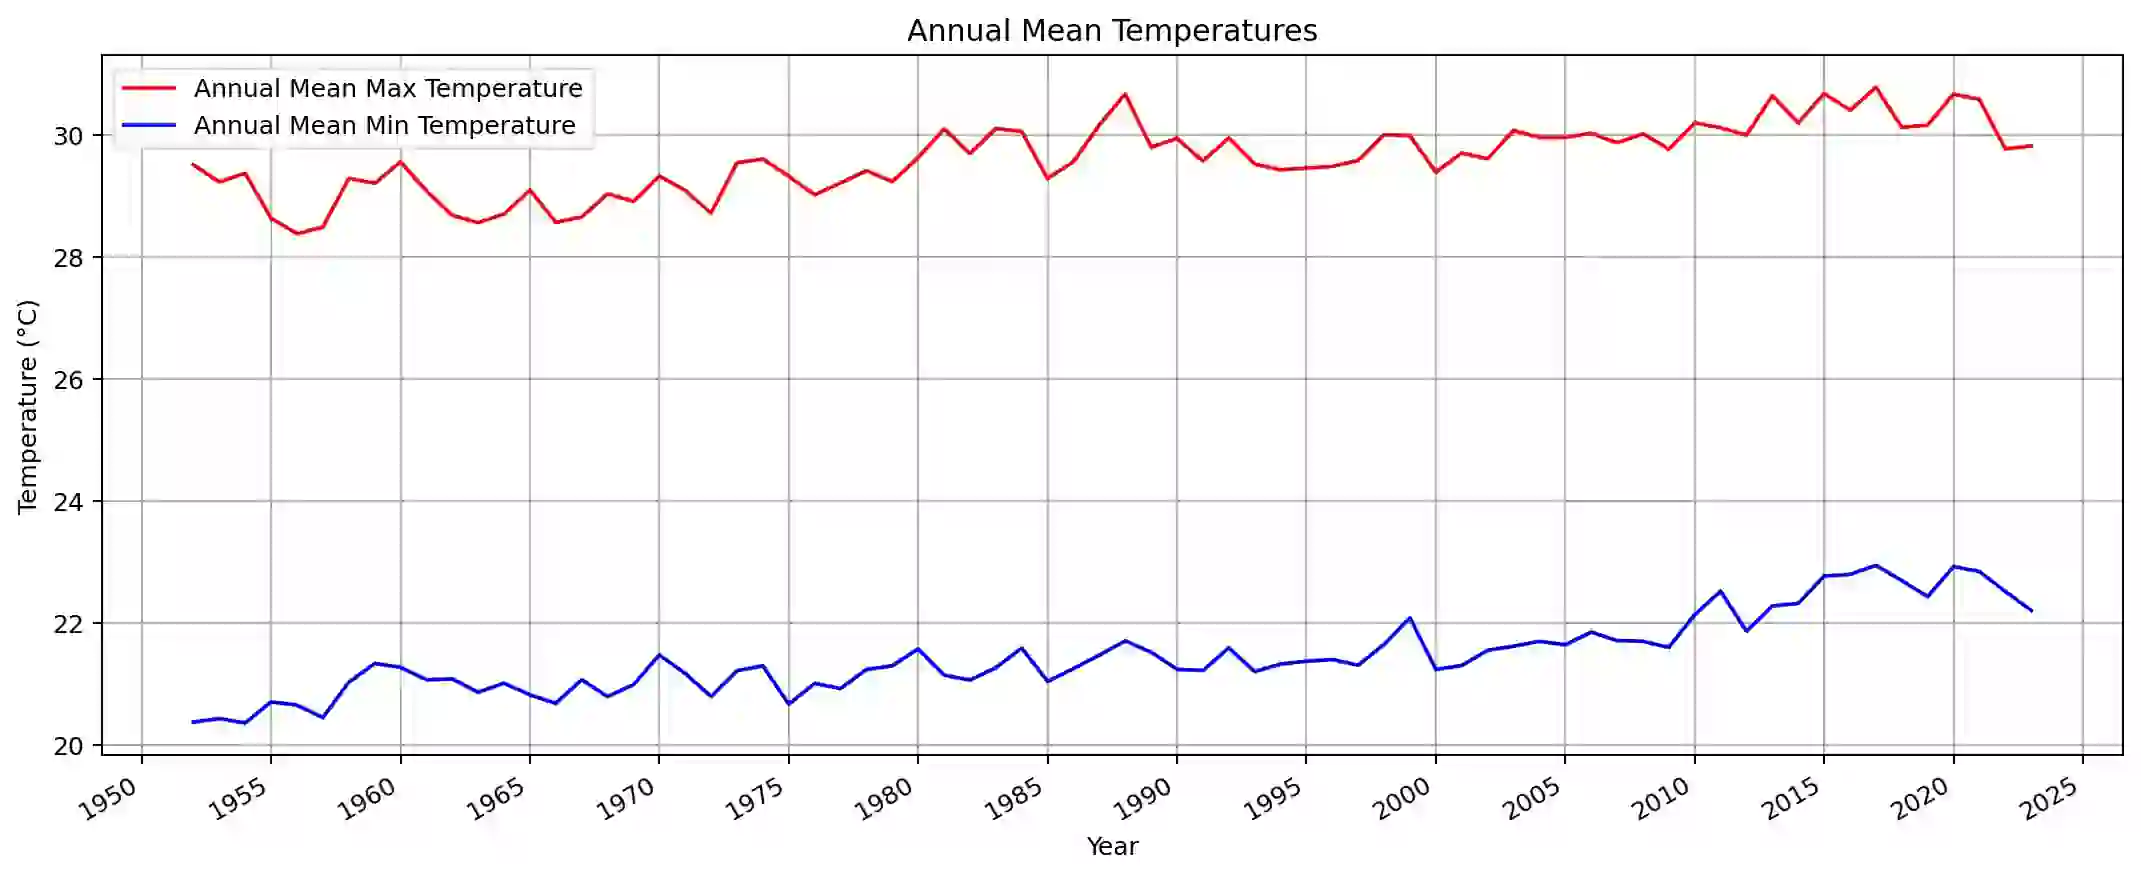 Annual Mean Temperatures
Annual Mean Max Temperature
Annual Mean Min Temperature
Temperature (°C)
30
28
26
24
22
20
1950 1955 1960 1965 1970 1975 1980 1985 1990 1995 2000 2005 2010 2015 2020 2025
Year